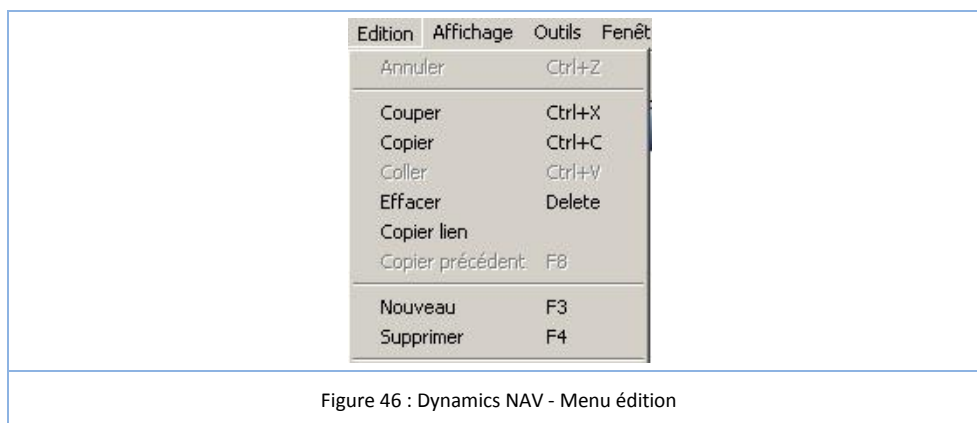 Edition Affichage Outils Fenêt
Annuler Ctrl+Z
Couper Ctrl+X
Copier Ctrl+C
Coller Ctrl+V
Effacer Delete
Copier lien
Copier précédent F8
Nouveau F3
Supprimer F4
Figure 46 : Dynamics NAV - Menu édition